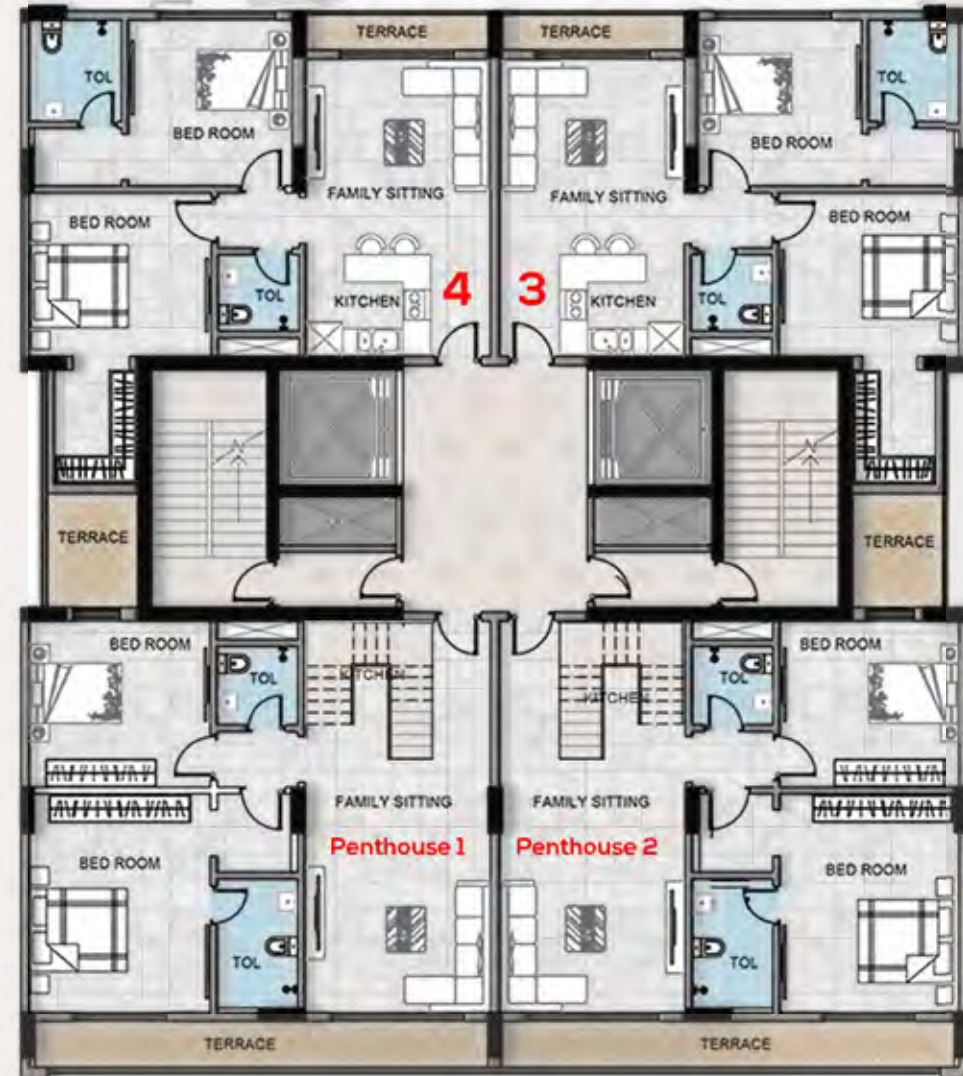 TERRACE
TERRACE
TOL
TOL
BED ROOM
BED ROOM
FAMILY SITTING
FAMILY SITTING
BED ROOM
BED ROOM
TOL
KITCHEN
4
3
KITCHEN
TOL
TERRACE
TERRACE
BED ROOM
BED ROOM
TOL
KITCHEN
KITCHEN
TOL
FAMILY SITTING
FAMILY SITTING
Penthouse 1
Penthouse 2
BED ROOM
BED ROOM
TOL
TOL
TERRACE
TERRACE